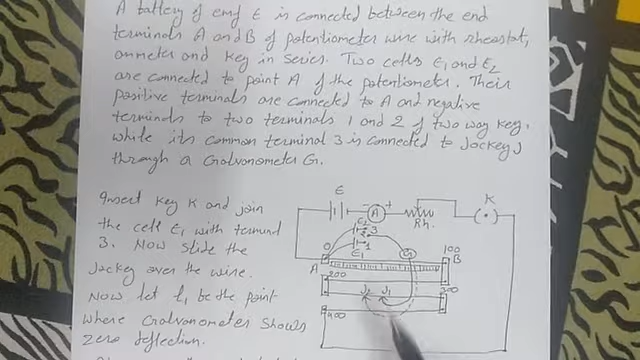 A battery of emf E is connected between the end
terminals A and B of potentiometer wire with rheostat,
ammeter and key in series. Two cells E1 and E2
are connected to point A of the potentiometer. Their
positive terminals are connected to A and negative
terminals to two terminals 1 and 2 of two way key.
while its common terminal 3 is connected to Jockey J
through a Galvanometer G.
Insert key K and join
the cell E1 with terminal
3. Now slide the
Jockey over the wire.
Now let l1 be the point
where Galvanometer shows
zero deflection.
E
K
A
+
Rh.
E2
2
3
1
E1
G
0
100
A
B
200
J2 J1
300
400